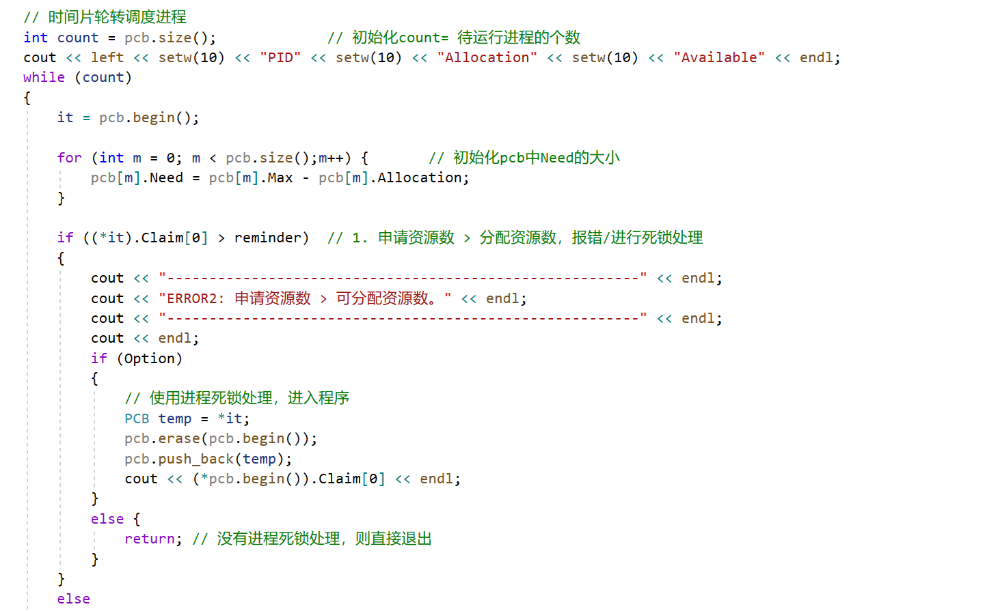 // 时间片轮转调度进程
int count = pcb.size();             // 初始化count= 待运行进程的个数
cout << left << setw(10) << "PID" << setw(10) << "Allocation" << setw(10) << "Available" << endl;
while (count)
{
    it = pcb.begin();
    for (int m = 0; m < pcb.size();m++) {       // 初始化pcb中Need的大小
        pcb[m].Need = pcb[m].Max - pcb[m].Allocation;
    }
    if ((*it).Claim[0] > reminder)  // 1. 申请资源数 > 分配资源数，报错/进行死锁处理
    {
        cout << "--------------------------------------------------------" << endl;
        cout << "ERROR2: 申请资源数 > 可分配资源数。" << endl;
        cout << "--------------------------------------------------------" << endl;
        cout << endl;
        if (Option)
        {
            // 使用进程死锁处理，进入程序
            PCB temp = *it;
            pcb.erase(pcb.begin());
            pcb.push_back(temp);
            cout << (*pcb.begin()).Claim[0] << endl;
        }
        else {
            return; // 没有进程死锁处理，则直接退出
        }
    }
    else